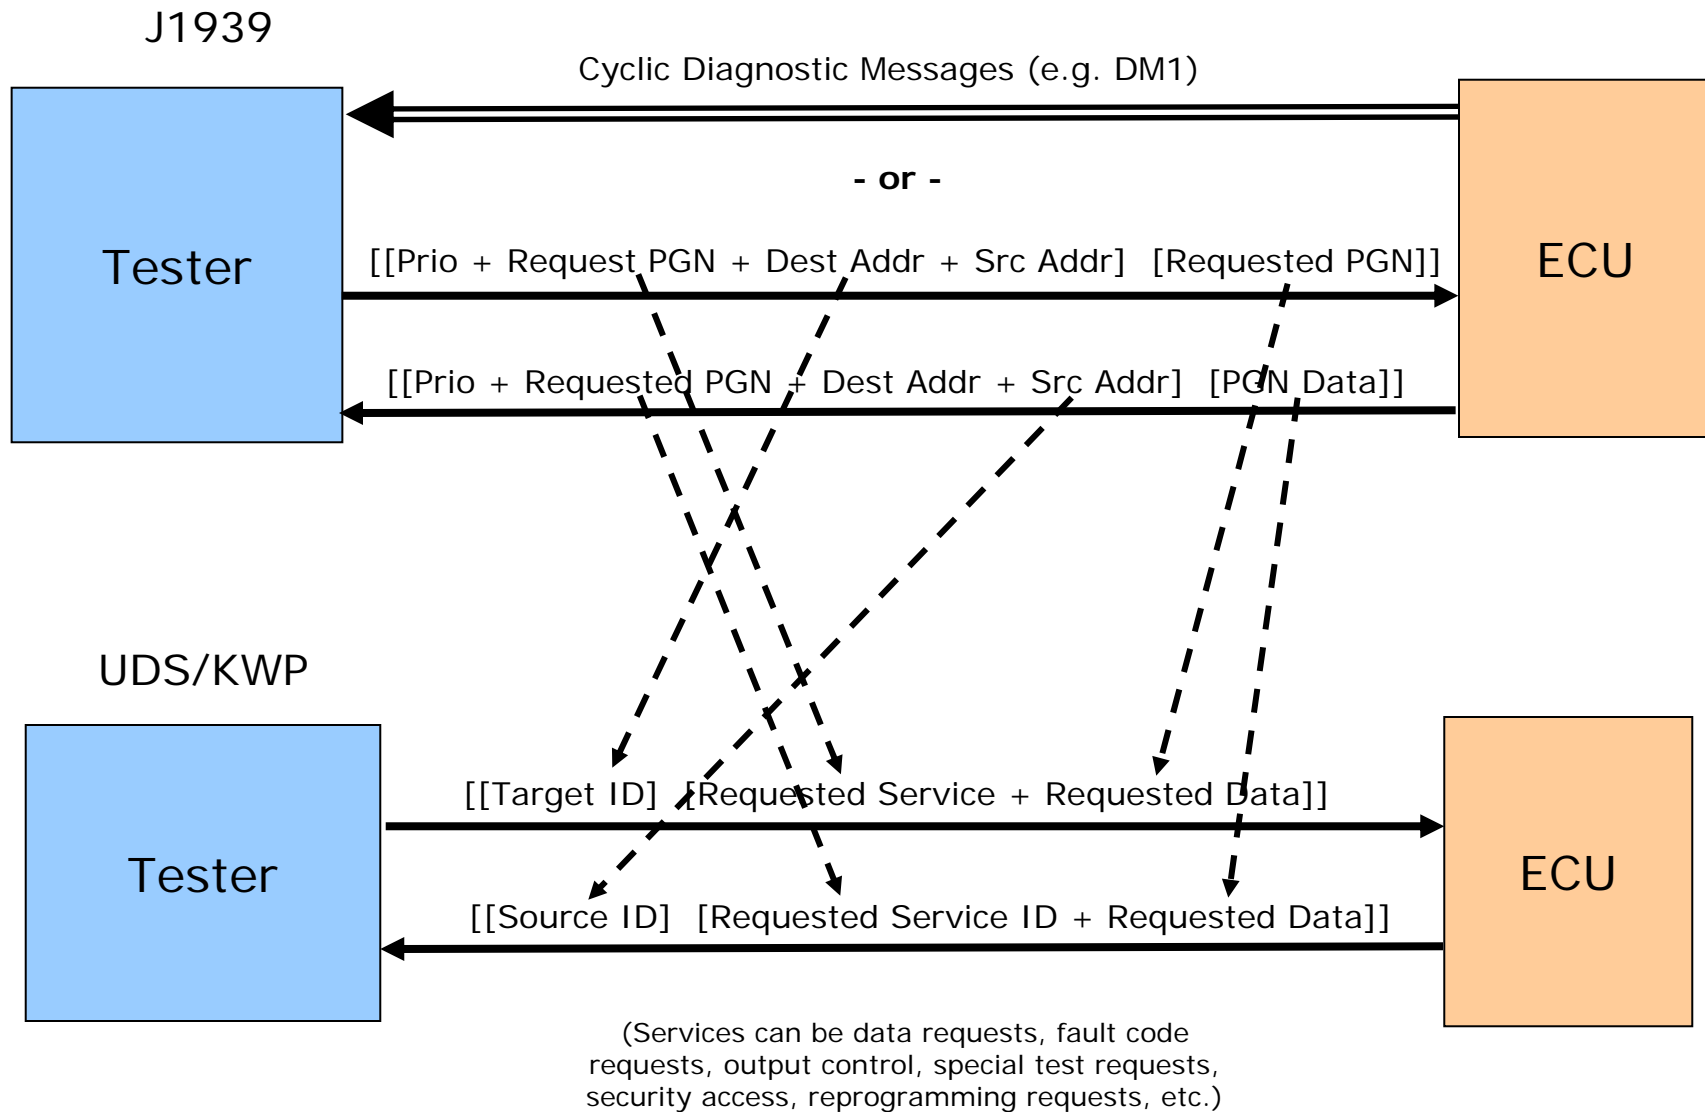 J1939
Cyclic Diagnostic Messages (e.g. DM1)
- or -
Tester
[[Prio + Request PGN + Dest Addr + Src Addr] [Requested PGN]]
ECU
[[Prio + Requested PGN + Dest Addr + Src Addr] [PGN Data]]
UDS/KWP
[[Target ID] [Requested Service + Requested Data]]
Tester
ECU
[[Source ID] [Requested Service ID + Requested Data]]
(Services can be data requests, fault code
requests, output control, special test requests,
security access, reprogramming requests, etc.)